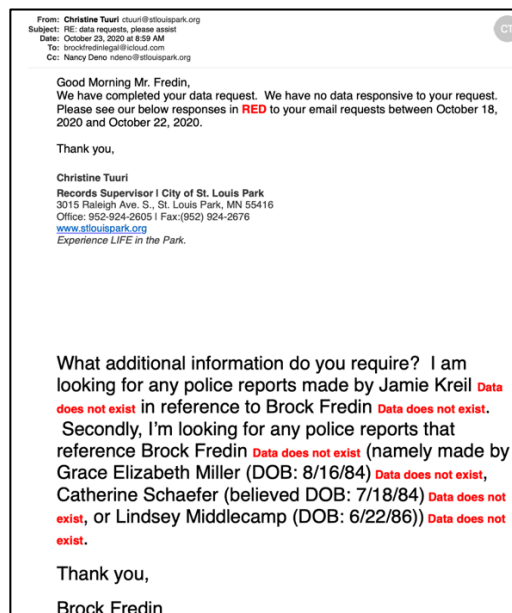 From: Christine Tuuri ctuuri@stlouispark.org
Subject: RE: data requests, please assist
Date: October 23, 2020 at 8:59 AM
To: brockfredinlegal@icloud.com
Cc: Nancy Deno ndeno@stlouispark.org
CT
Good Morning Mr. Fredin,
We have completed your data request. We have no data responsive to your request.
Please see our below responses in RED to your email requests between October 18,
2020 and October 22, 2020.
Thank you,
Christine Tuuri
Records Supervisor I City of St. Louis Park
3015 Raleigh Ave. S., St. Louis Park, MN 55416
Office: 952-924-2605 I Fax:(952) 924-2676
www.stlouispark.org
Experience LIFE in the Park.
What additional information do you require? I am
looking for any police reports made by Jamie Kreil Data
does not exist in reference to Brock Fredin Data does not exist.
Secondly, I'm looking for any police reports that
reference Brock Fredin Data does not exist (namely made by
Grace Elizabeth Miller (DOB: 8/16/84) Data does not exist,
Catherine Schaefer (believed DOB: 7/18/84) Data does not
exist, or Lindsey Middlecamp (DOB: 6/22/86)) Data does not
exist.
Thank you,
Brock Fredin